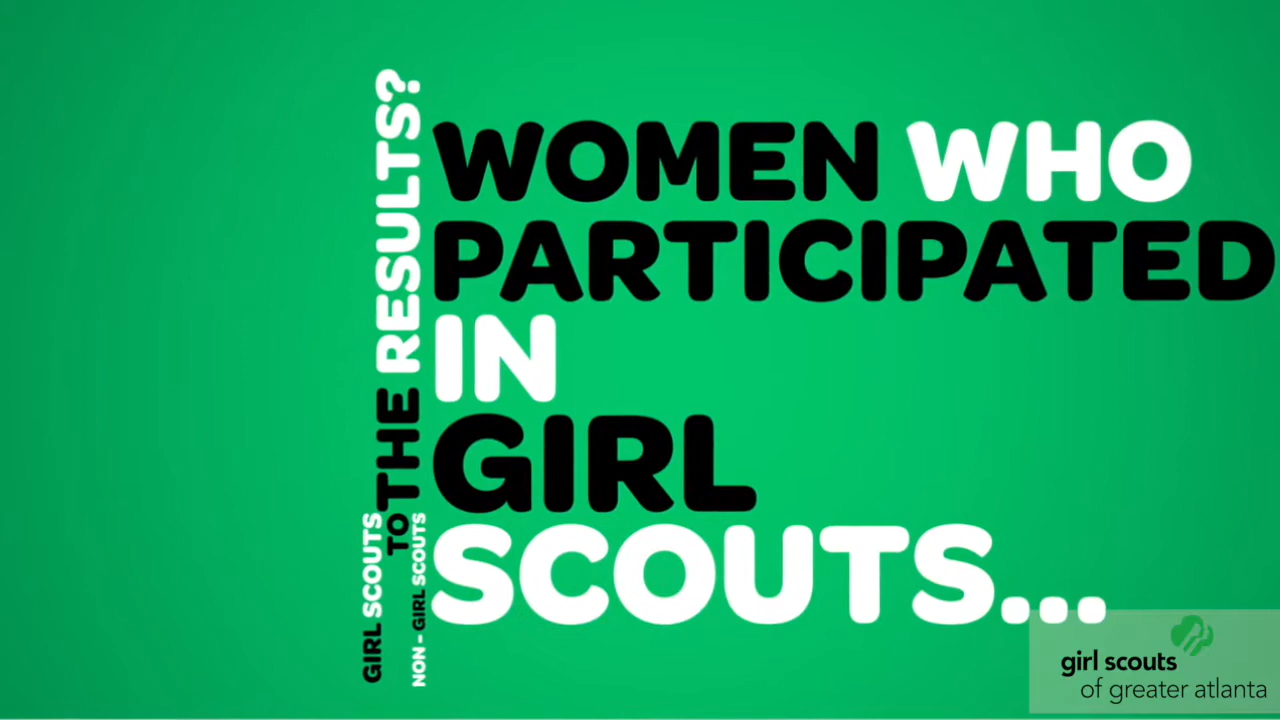 GIRL SCOUTS
TO
NON - GIRL SCOUTS
THE RESULTS?
WOMEN WHO
PARTICIPATED
IN
GIRL
SCOUTS...
girl scouts
of greater atlanta